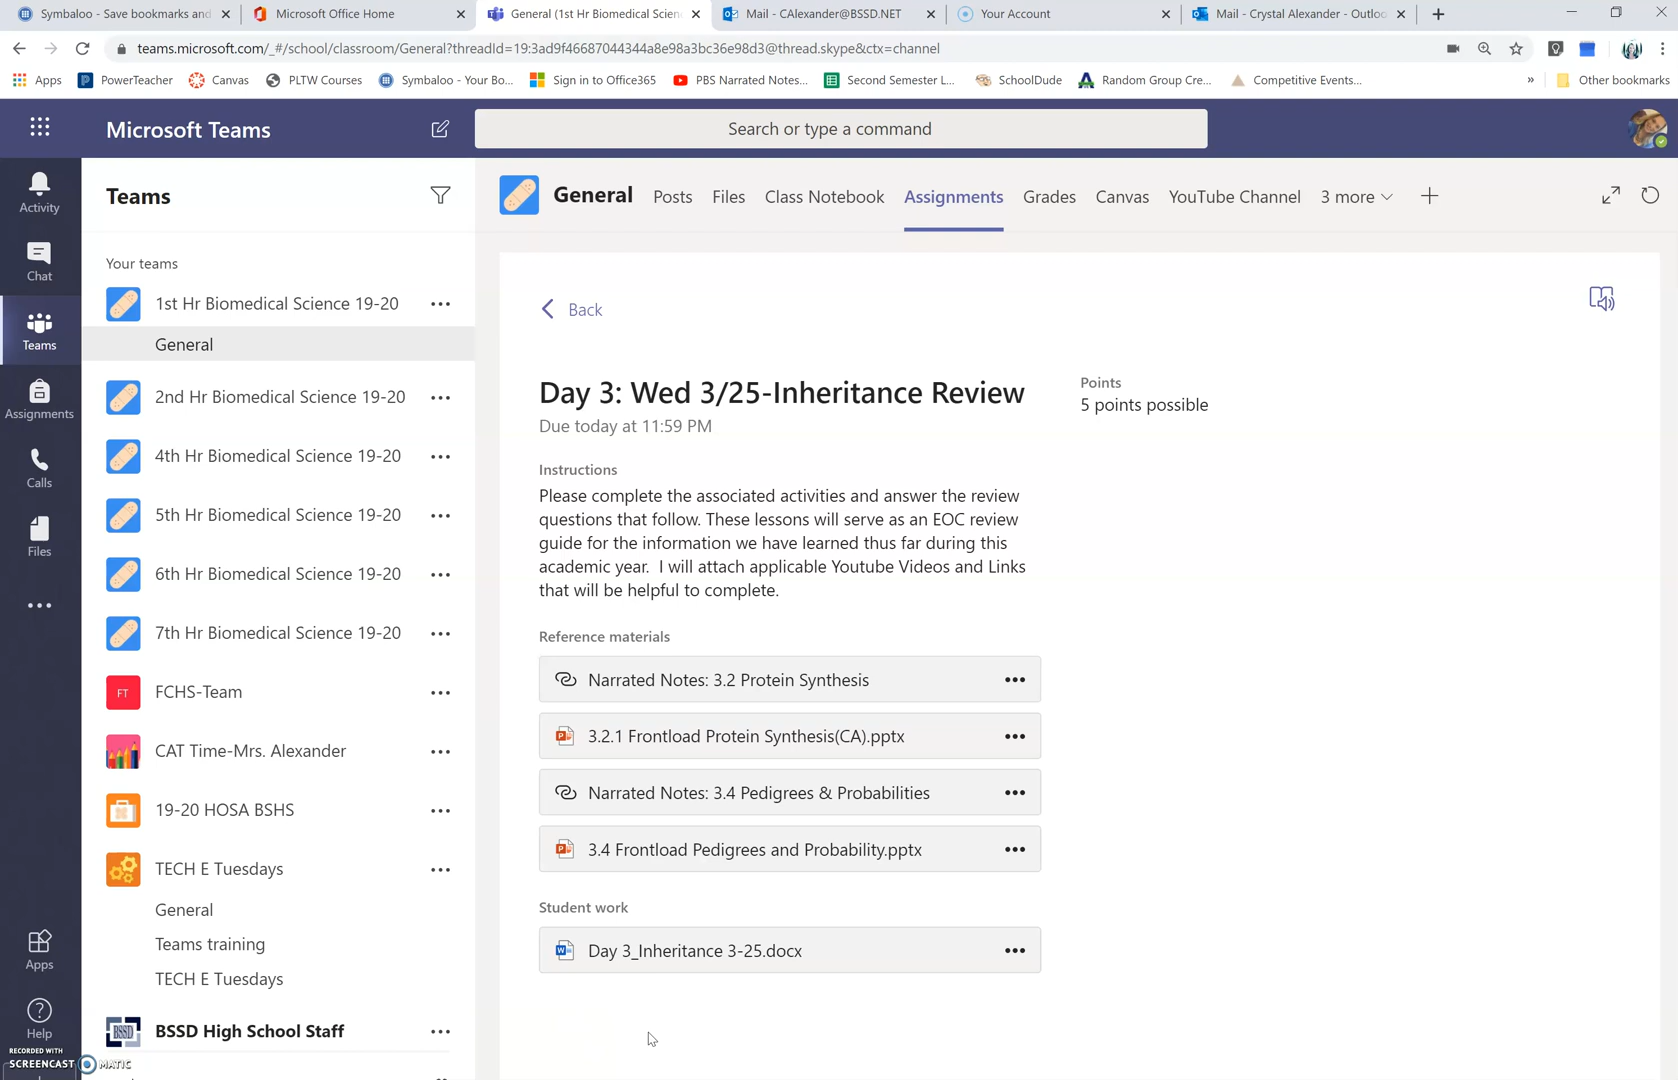 Symbaloo - Save bookmarks and
Microsoft Office Home
General (1st Hr Biomedical Scien
Mail - CAlexander@BSSD.NET
Your Account
Mail - Crystal Alexander - Outloo
teams.microsoft.com/_#/school/classroom/General?threadId=19:3ad9f46687044344a8e98a3bc36e98d3@thread.skype&ctx=channel
Apps
PowerTeacher
Canvas
PLTW Courses
Symbaloo - Your Bo...
Sign in to Office365
PBS Narrated Notes...
Second Semester L...
SchoolDude
Random Group Cre...
Competitive Events...
»
Other bookmarks
Microsoft Teams
Search or type a command
Activity
Chat
Teams
Assignments
Calls
Files
Apps
Help
Teams
Your teams
1st Hr Biomedical Science 19-20
General
2nd Hr Biomedical Science 19-20
4th Hr Biomedical Science 19-20
5th Hr Biomedical Science 19-20
6th Hr Biomedical Science 19-20
7th Hr Biomedical Science 19-20
FT FCHS-Team
CAT Time-Mrs. Alexander
19-20 HOSA BSHS
TECH E Tuesdays
General
Teams training
TECH E Tuesdays
BSSD BSSD High School Staff
General Posts Files Class Notebook Assignments Grades Canvas YouTube Channel 3 more
Back
Day 3: Wed 3/25-Inheritance Review
Due today at 11:59 PM
Points
5 points possible
Instructions
Please complete the associated activities and answer the review
questions that follow. These lessons will serve as an EOC review
guide for the information we have learned thus far during this
academic year.  I will attach applicable Youtube Videos and Links
that will be helpful to complete.
Reference materials
Narrated Notes: 3.2 Protein Synthesis
3.2.1 Frontload Protein Synthesis(CA).pptx
Narrated Notes: 3.4 Pedigrees & Probabilities
3.4 Frontload Pedigrees and Probability.pptx
Student work
Day 3_Inheritance 3-25.docx
RECORDED WITH
SCREENCAST MATIC